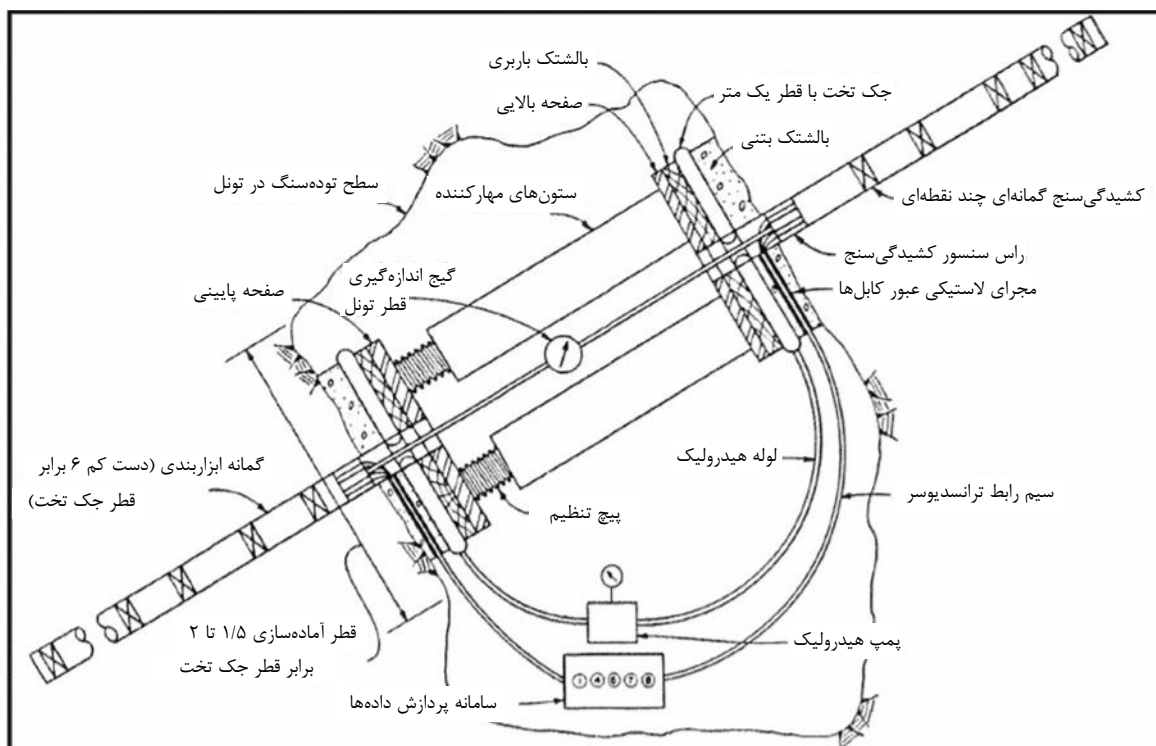 بالشتک باربری
جک تخت با قطر یک متر
صفحه بالایی
بالشتک بتنی
سطح توده‌سنگ در تونل
ستون‌های مهارکننده
کشیدگی‌سنج گمانه‌ای چند نقطه‌ای
راس سنسور کشیدگی‌سنج
مجرای لاستیکی عبور کابل‌ها
گیج اندازه‌گیری
قطر تونل
صفحه پایینی
گمانه ابزاربندی (دست کم ۶ برابر
قطر جک تخت)
لوله هیدرولیک
سیم رابط ترانسدیوسر
پیچ تنظیم
قطر آماده‌سازی ۱/۵ تا ۲
برابر قطر جک تخت
پمپ هیدرولیک
سامانه پردازش داده‌ها